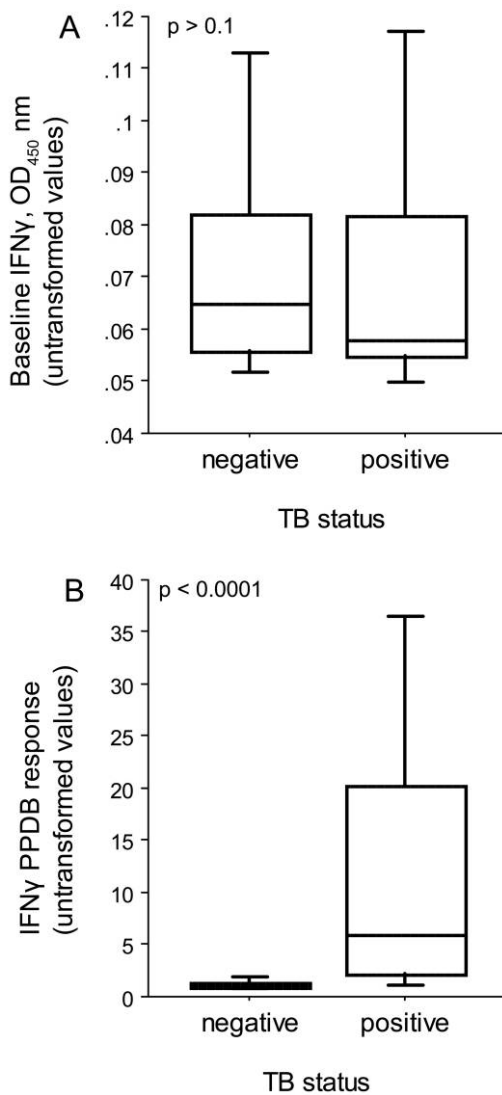 A
p > 0.1
Baseline IFNγ, OD450 nm
(untransformed values)
.12
.11
.1
.09
.08
.07
.06
.05
.04
negative
positive
TB status
B
p < 0.0001
IFNγ PPDB response
(untransformed values)
40
35
30
25
20
15
10
5
0
negative
positive
TB status